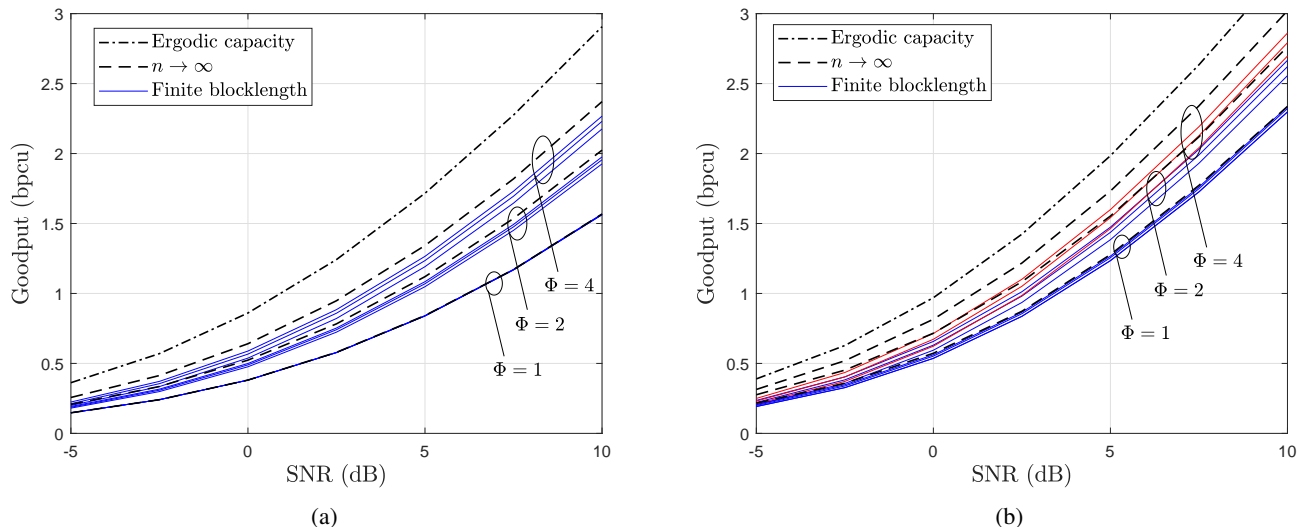 3
2.5
2
1.5
1
0.5
0
Goodput (bpcu)
Ergodic capacity
n → ∞
Finite blocklength
Φ = 4
Φ = 2
Φ = 1
-5
0
5
10
SNR (dB)
(a)
3
2.5
2
1.5
1
0.5
0
Goodput (bpcu)
Ergodic capacity
n → ∞
Finite blocklength
Φ = 4
Φ = 2
Φ = 1
-5
0
5
10
SNR (dB)
(b)